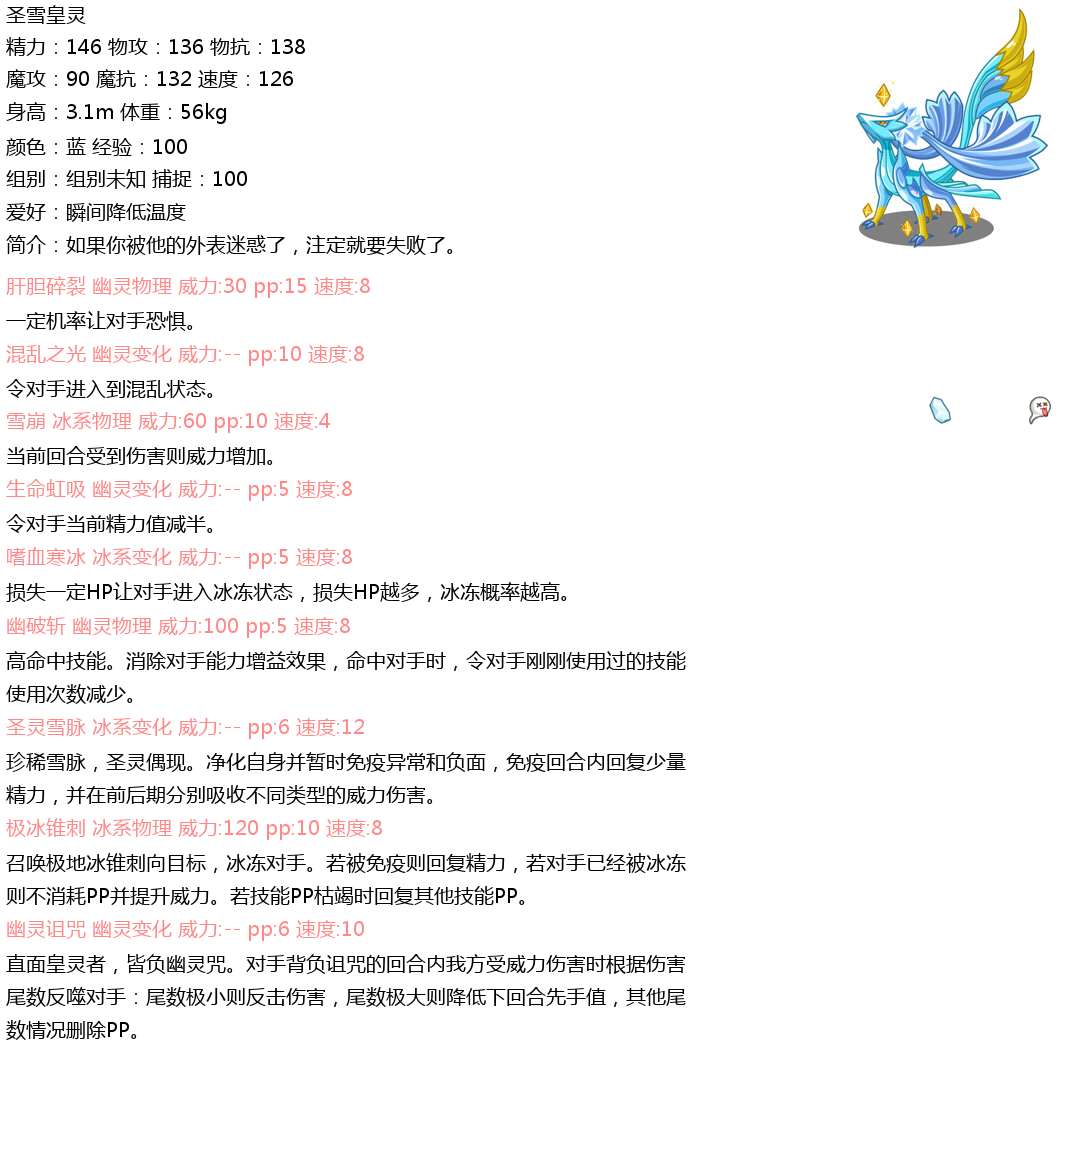 圣雪皇灵
精力：146 物攻：136 物抗：138
魔攻：90 魔抗：132 速度：126
身高：3.1m 体重：56kg
颜色：蓝 经验：100
组别：组别未知 捕捉：100
爱好：瞬间降低温度
简介：如果你被他的外表迷惑了，注定就要失败了。
肝胆碎裂 幽灵物理 威力:30 pp:15 速度:8
一定机率让对手恐惧。
混乱之光 幽灵变化 威力:-- pp:10 速度:8
令对手进入到混乱状态。
雪崩 冰系物理 威力:60 pp:10 速度:4
当前回合受到伤害则威力增加。
生命虹吸 幽灵变化 威力:-- pp:5 速度:8
令对手当前精力值减半。
嗜血寒冰 冰系变化 威力:-- pp:5 速度:8
损失一定HP让对手进入冰冻状态，损失HP越多，冰冻概率越高。
幽破斩 幽灵物理 威力:100 pp:5 速度:8
高命中技能。消除对手能力增益效果，命中对手时，令对手刚刚使用过的技能
使用次数减少。
圣灵雪脉 冰系变化 威力:-- pp:6 速度:12
珍稀雪脉，圣灵偶现。净化自身并暂时免疫异常和负面，免疫回合内回复少量
精力，并在前后期分别吸收不同类型的威力伤害。
极冰锥刺 冰系物理 威力:120 pp:10 速度:8
召唤极地冰锥刺向目标，冰冻对手。若被免疫则回复精力，若对手已经被冰冻
则不消耗PP并提升威力。若技能PP枯竭时回复其他技能PP。
幽灵诅咒 幽灵变化 威力:-- pp:6 速度:10
直面皇灵者，皆负幽灵咒。对手背负诅咒的回合内我方受威力伤害时根据伤害
尾数反噬对手：尾数极小则反击伤害，尾数极大则降低下回合先手值，其他尾
数情况删除PP。